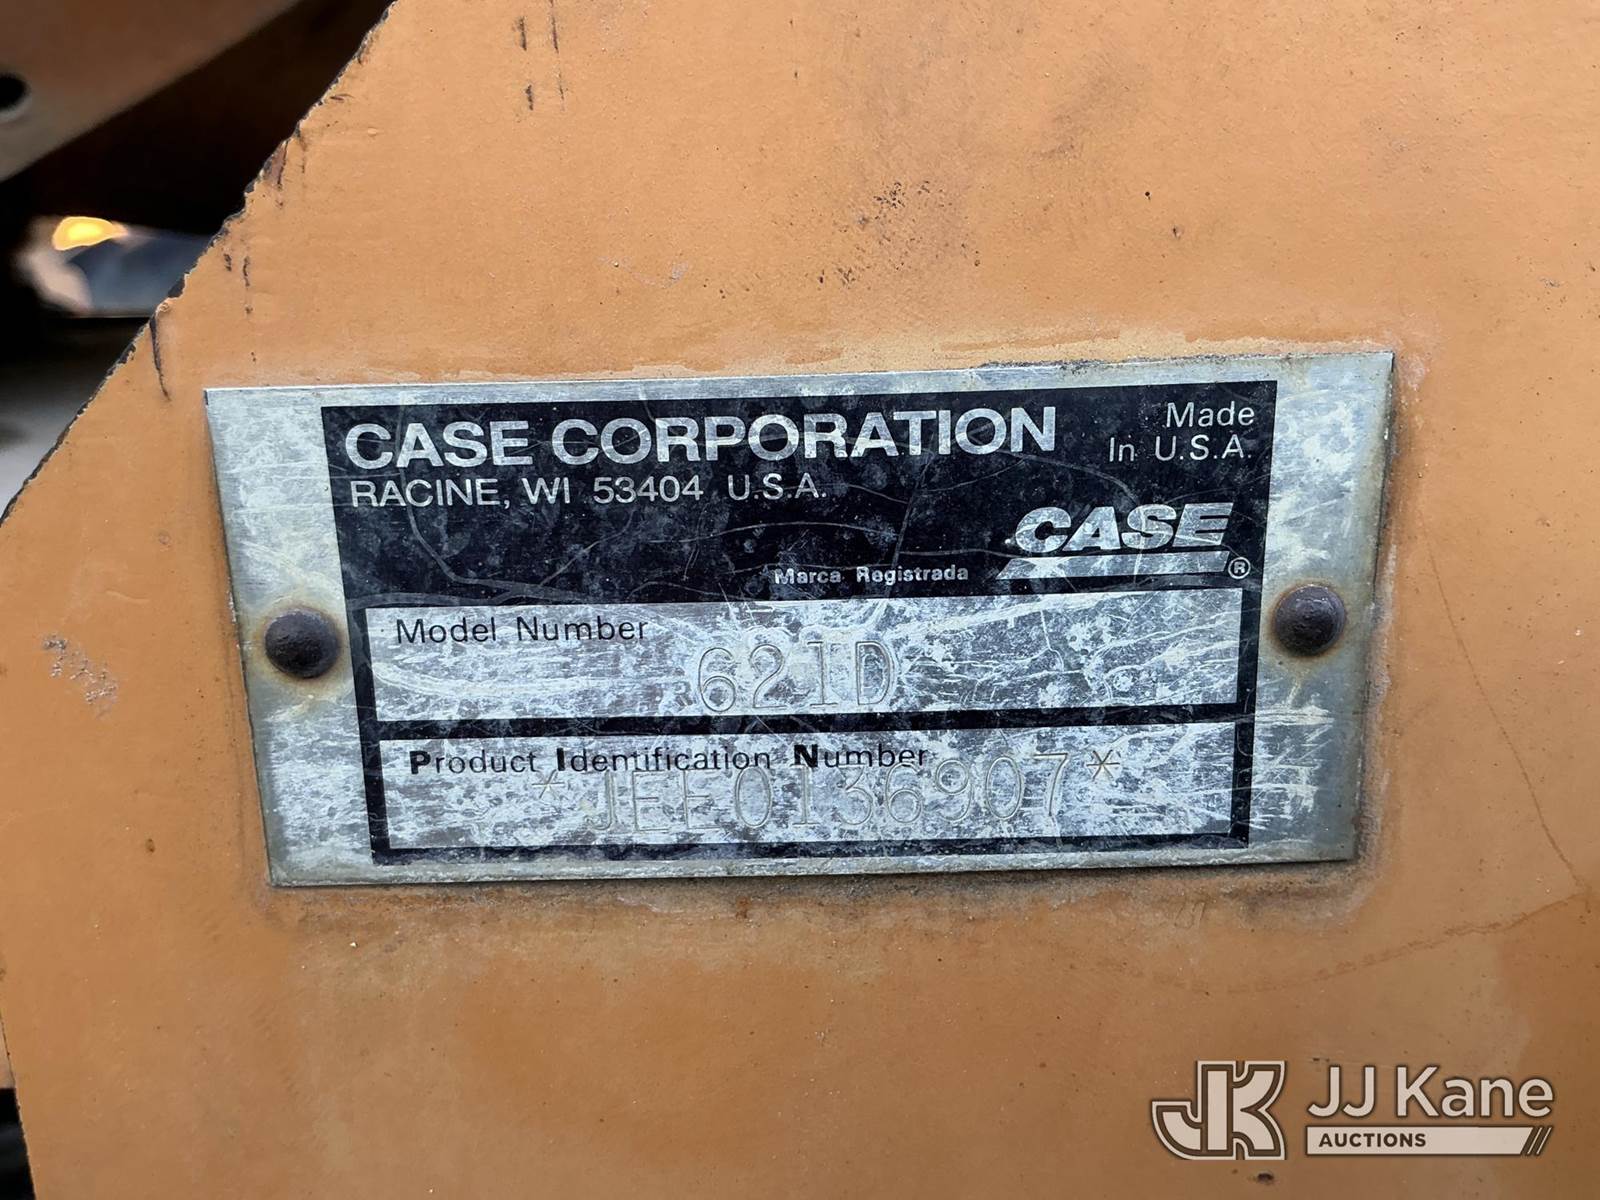 CASE CORPORATION
Made
In U.S.A.
RACINE, WI 53404 U.S.A.
CASE
Marca Registrada ®
Model Number
621D
Product Identification Number
*JEE0136907*
JK JJ Kane
AUCTIONS